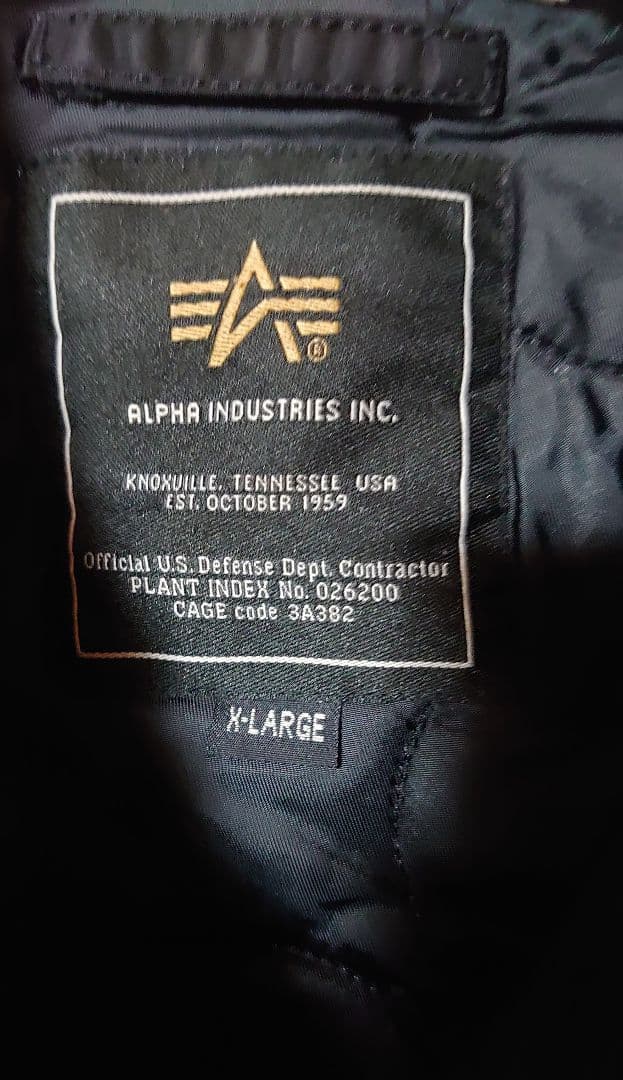 ®
ALPHA INDUSTRIES INC.
KNOXVILLE, TENNESSEE USA
EST. OCTOBER 1959
Official U.S. Defense Dept. Contractor
PLANT INDEX No. 026200
CAGE code 3A382
X-LARGE